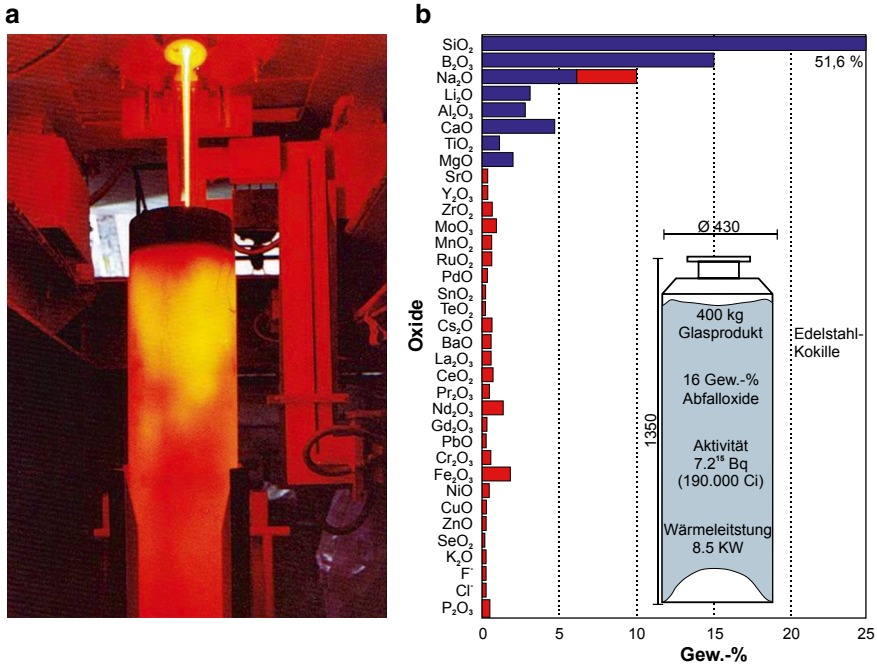 a
b
SiO₂
B₂O₃
51,6 %
Na₂O
Li₂O
Al₂O₃
CaO
TiO₂
MgO
SrO
Y₂O₃
ZrO₂
MoO₃
MnO₂
RuO₂
PdO
SnO₂
TeO₂
Cs₂O
BaO
La₂O₃
CeO₂
Pr₂O₃
Nd₂O₃
Gd₂O₃
PbO
Cr₂O₃
Fe₂O₃
NiO
CuO
ZnO
SeO₂
K₂O
F⁻
Cl⁻
P₂O₃
Oxide
0 5 10 15 20 25
Gew.-%
Ø 430
1350
400 kg
Glasprodukt
16 Gew.-%
Abfalloxide
Aktivität
7.2¹⁵ Bq
(190.000 Ci)
Wärmeleitstung
8.5 KW
Edelstahl-
Kokille